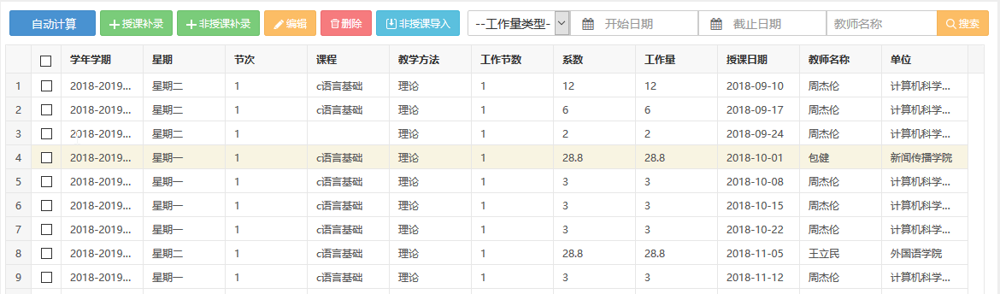 自动计算 授课补录 非授课补录 编辑 删除 非授课导入 --工作量类型- 开始日期 截止日期 教师名称 搜索
学年学期 星期 节次 课程 教学方法 工作节数 系数 工作量 授课日期 教师名称 单位
1 2018-2019... 星期二 1 c语言基础 理论 1 12 12 2018-09-10 周杰伦 计算机科学...
2 2018-2019... 星期二 1 c语言基础 理论 1 6 6 2018-09-17 周杰伦 计算机科学...
3 2018-2019... 星期二 1 理论 1 2 2 2018-09-24 周杰伦 计算机科学...
4 2018-2019... 星期一 1 c语言基础 理论 1 28.8 28.8 2018-10-01 包健 新闻传播学院
5 2018-2019... 星期一 1 c语言基础 理论 1 3 3 2018-10-08 周杰伦 计算机科学...
6 2018-2019... 星期一 1 c语言基础 理论 1 3 3 2018-10-15 周杰伦 计算机科学...
7 2018-2019... 星期一 1 c语言基础 理论 1 3 3 2018-10-22 周杰伦 计算机科学...
8 2018-2019... 星期二 1 c语言基础 理论 1 28.8 28.8 2018-11-05 王立民 外国语学院
9 2018-2019... 星期一 1 c语言基础 理论 1 3 3 2018-11-12 周杰伦 计算机科学...